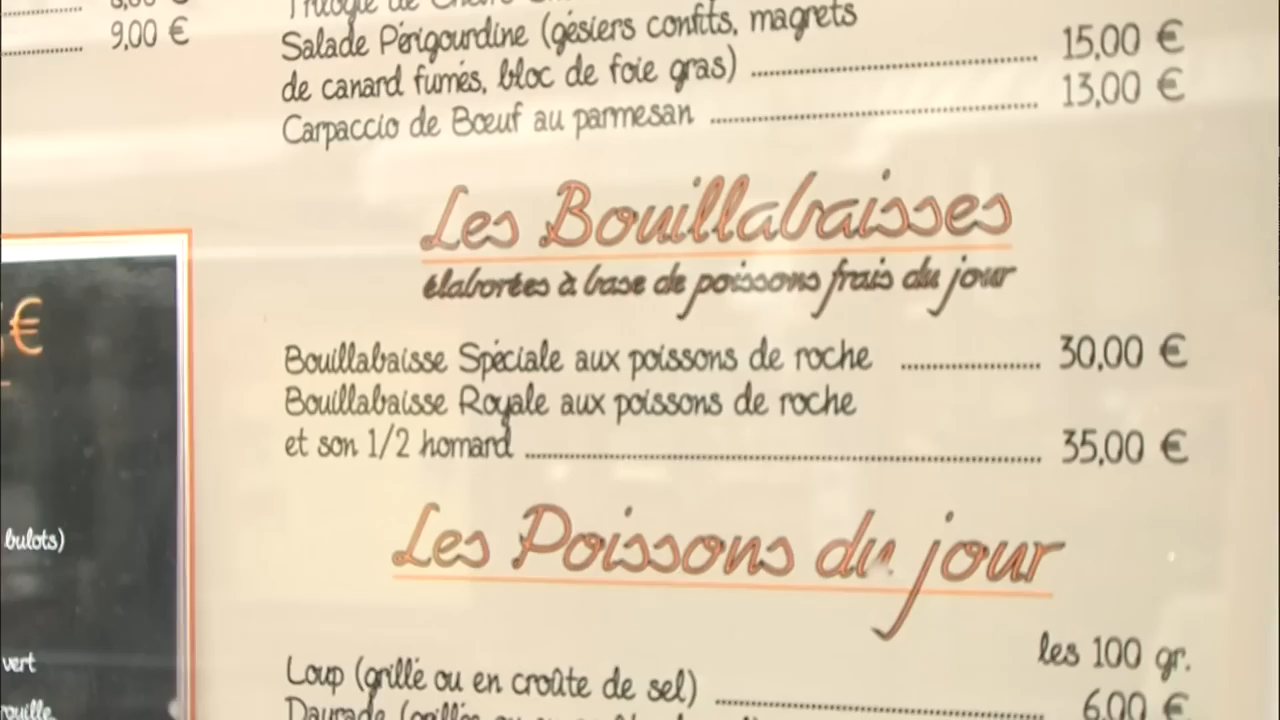 9,00 €
Salade Périgourdine (gésiers confits, magrets
de canard fumés, bloc de foie gras) 15,00 €
Carpaccio de Bœuf au parmesan 13,00 €
Les Bouillabaisses
élaborées à base de poissons frais du jour
Bouillabaisse Spéciale aux poissons de roche 30,00 €
Bouillabaisse Royale aux poissons de roche
et son 1/2 homard 35,00 €
Les Poissons du jour
les 100 gr.
Loup (grillé ou en croûte de sel) 6,00 €
€
bulots)
vert